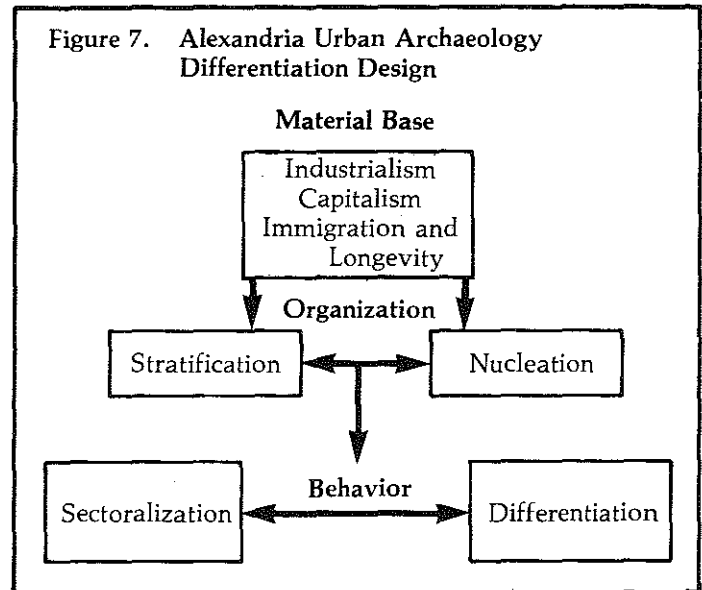 Figure 7. Alexandria Urban Archaeology
Differentiation Design
Material Base
Industrialism
Capitalism
Immigration and
Longevity
Organization
Stratification
Nucleation
Behavior
Sectoralization
Differentiation